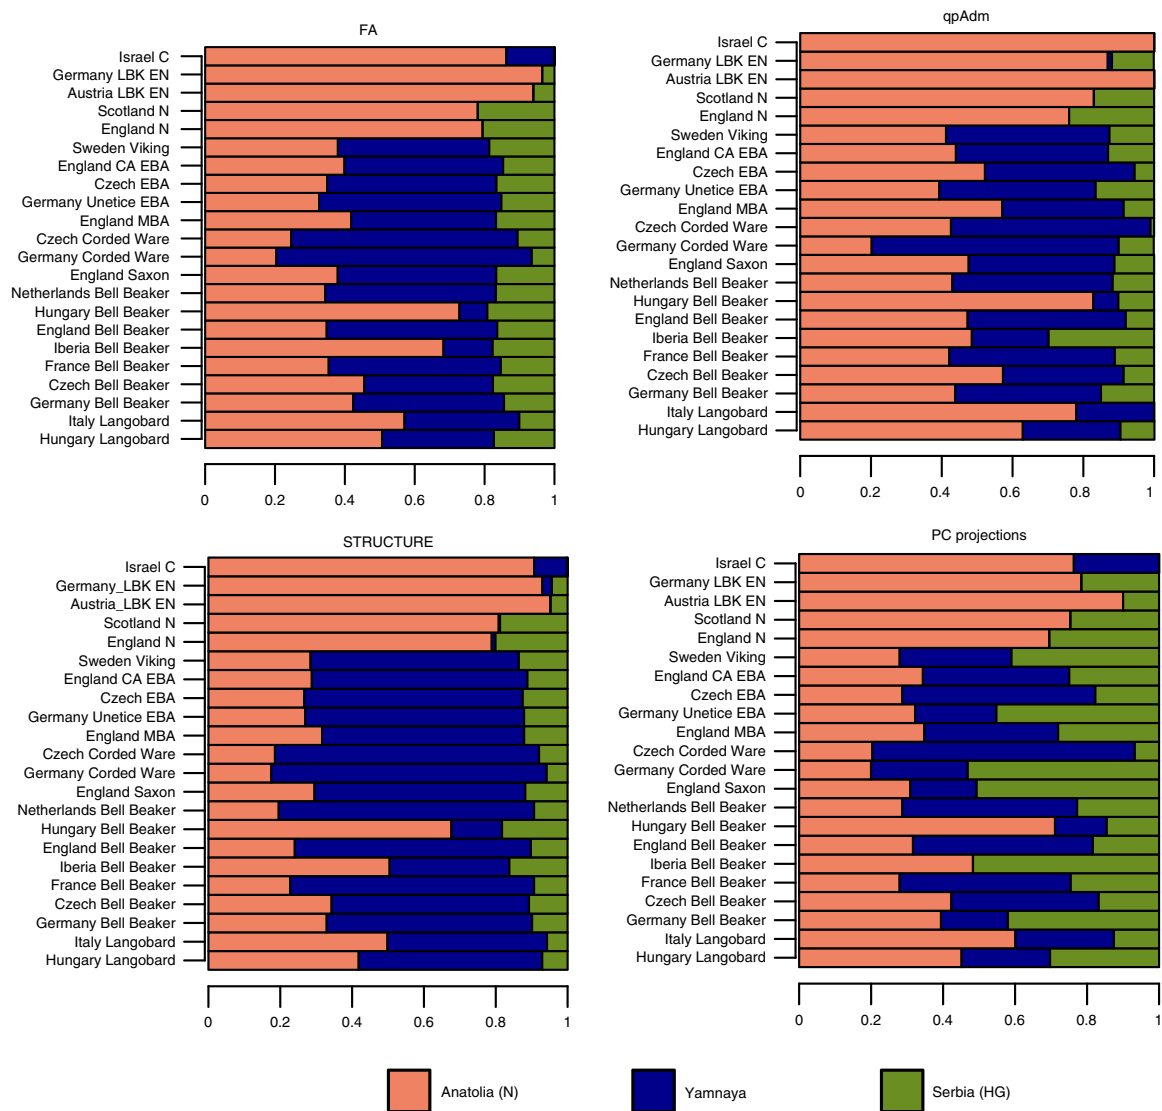 FA
Israel C
Germany LBK EN
Austria LBK EN
Scotland N
England N
Sweden Viking
England CA EBA
Czech EBA
Germany Unetice EBA
England MBA
Czech Corded Ware
Germany Corded Ware
England Saxon
Netherlands Bell Beaker
Hungary Bell Beaker
England Bell Beaker
Iberia Bell Beaker
France Bell Beaker
Czech Bell Beaker
Germany Bell Beaker
Italy Langobard
Hungary Langobard
0 0.2 0.4 0.6 0.8 1
qpAdm
Israel C
Germany LBK EN
Austria LBK EN
Scotland N
England N
Sweden Viking
England CA EBA
Czech EBA
Germany Unetice EBA
England MBA
Czech Corded Ware
Germany Corded Ware
England Saxon
Netherlands Bell Beaker
Hungary Bell Beaker
England Bell Beaker
Iberia Bell Beaker
France Bell Beaker
Czech Bell Beaker
Germany Bell Beaker
Italy Langobard
Hungary Langobard
0 0.2 0.4 0.6 0.8 1
STRUCTURE
Israel C
Germany_LBK EN
Austria_LBK EN
Scotland N
England N
Sweden Viking
England CA EBA
Czech EBA
Germany Unetice EBA
England MBA
Czech Corded Ware
Germany Corded Ware
England Saxon
Netherlands Bell Beaker
Hungary Bell Beaker
England Bell Beaker
Iberia Bell Beaker
France Bell Beaker
Czech Bell Beaker
Germany Bell Beaker
Italy Langobard
Hungary Langobard
0 0.2 0.4 0.6 0.8 1
PC projections
Israel C
Germany LBK EN
Austria LBK EN
Scotland N
England N
Sweden Viking
England CA EBA
Czech EBA
Germany Unetice EBA
England MBA
Czech Corded Ware
Germany Corded Ware
England Saxon
Netherlands Bell Beaker
Hungary Bell Beaker
England Bell Beaker
Iberia Bell Beaker
France Bell Beaker
Czech Bell Beaker
Germany Bell Beaker
Italy Langobard
Hungary Langobard
0 0.2 0.4 0.6 0.8 1
Anatolia (N)
Yamnaya
Serbia (HG)